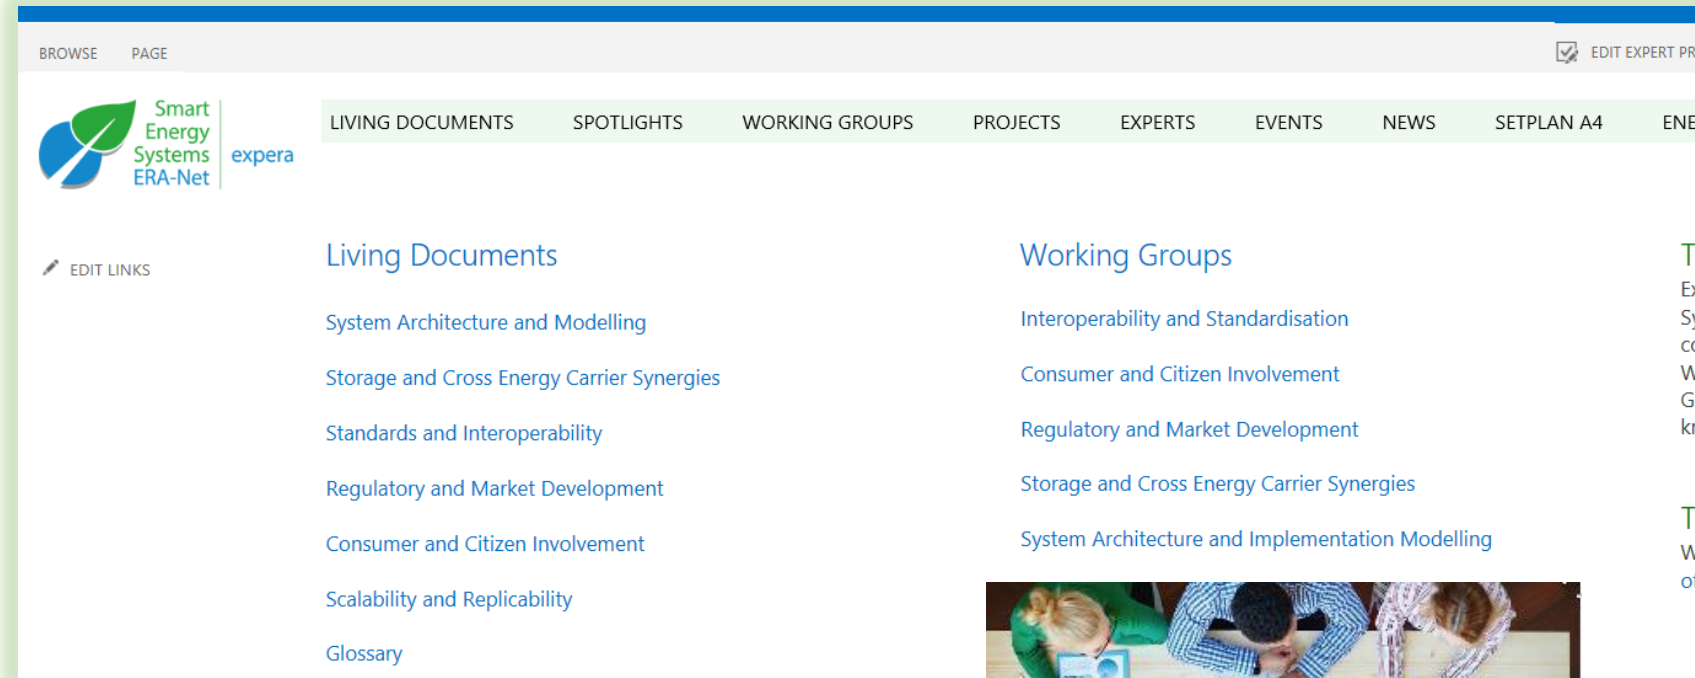 BROWSE PAGE
EDIT EXPERT
Smart
Energy
Systems
ERA-Net
expera
LIVING DOCUMENTS SPOTLIGHTS WORKING GROUPS PROJECTS EXPERTS EVENTS NEWS SETPLAN A4
EDIT LINKS
Living Documents
System Architecture and Modelling
Storage and Cross Energy Carrier Synergies
Standards and Interoperability
Regulatory and Market Development
Consumer and Citizen Involvement
Scalability and Replicability
Glossary
Working Groups
Interoperability and Standardisation
Consumer and Citizen Involvement
Regulatory and Market Development
Storage and Cross Energy Carrier Synergies
System Architecture and Implementation Modelling